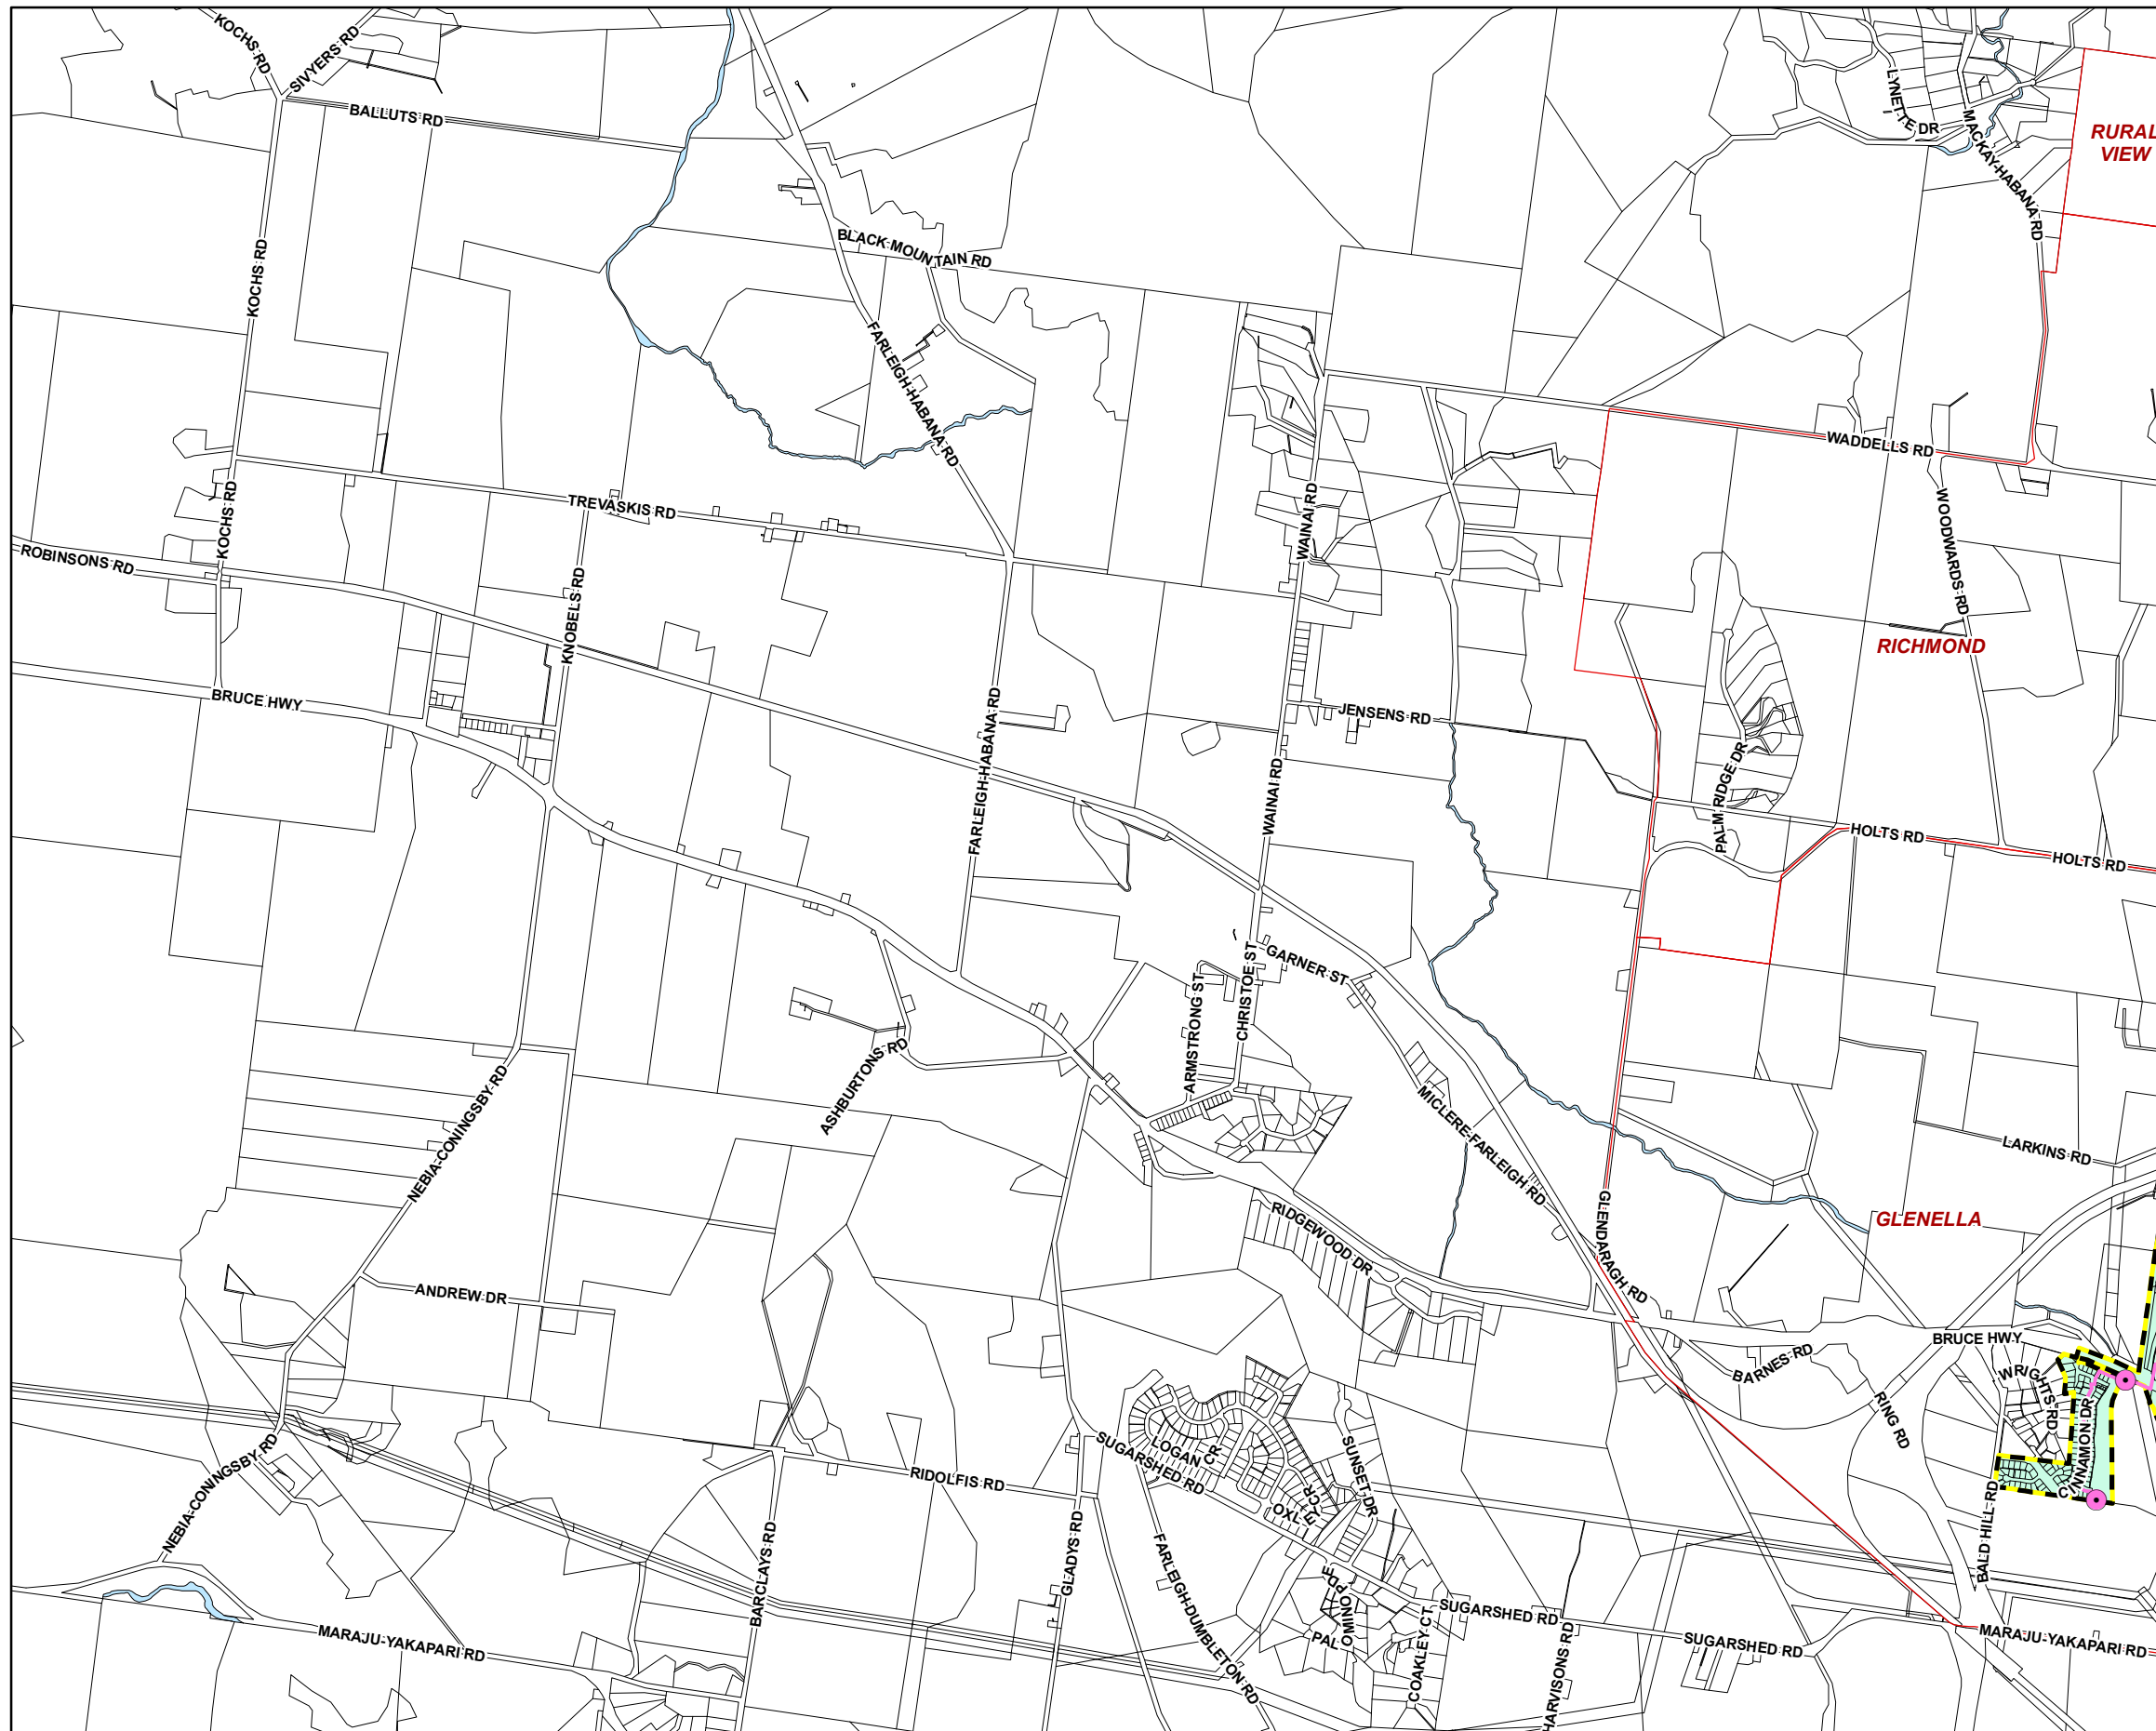 KOCHS RD
SIVYERS RD
BALLUTS RD
LYNETTE DR
MACKAY-HABANA RD
RURAL
VIEW
KOCHS RD
BLACK MOUNTAIN RD
FARLEIGH-HABANA RD
WADDELLS RD
KOCHS RD
TREVASKIS RD
WAINAI RD
WOODWARDS RD
ROBINSONS RD
KNOBELS RD
RICHMOND
BRUCE HWY
FARLEIGH-HABANA RD
JENSENS RD
WAINAI RD
PALM RIDGE DR
HOLTS RD
HOLTS RD
GARNER ST
CHRISTOE ST
ARMSTRONG ST
ASHBURTONS RD
NEBIA-CONINGSBY RD
MICLERE-FARLEIGH RD
LARKINS RD
GLENELLA
RIDGEWOOD DR
GLENDARAGH RD
ANDREW DR
BRUCE HWY
BARNES RD
WRIGHTS RD
RING RD
CINNAMON DR
LOGAN CR
SUGARSHED RD
SUNSET DR
OXLEY CR
NEBIA-CONINGSBY RD
RIDOLFIS RD
BALD HILL RD
BARCLAYS RD
GLADYS RD
FARLEIGH-DUMBLETON RD
PALOMINO PDE
COAKLEY CT
SUGARSHED RD
HARVISONS RD
SUGARSHED RD
MARAJU-YAKAPARI RD
MARAJU-YAKAPARI RD